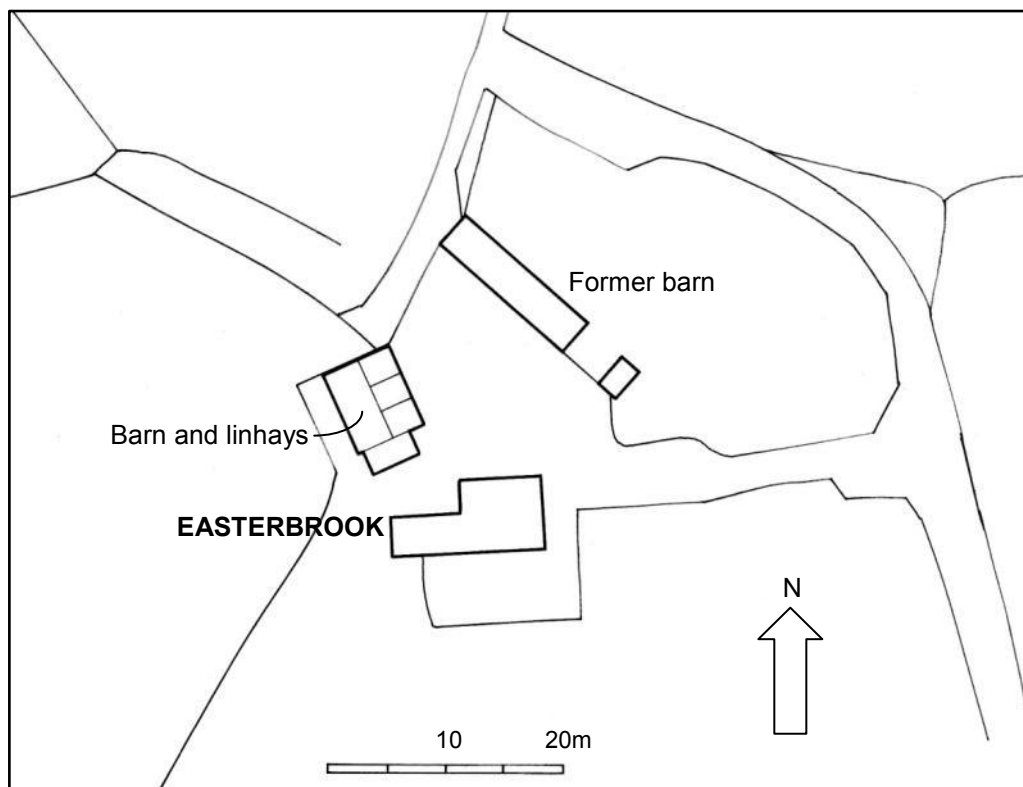 Former barn
Barn and linhays
EASTERBROOK
N
10 20m